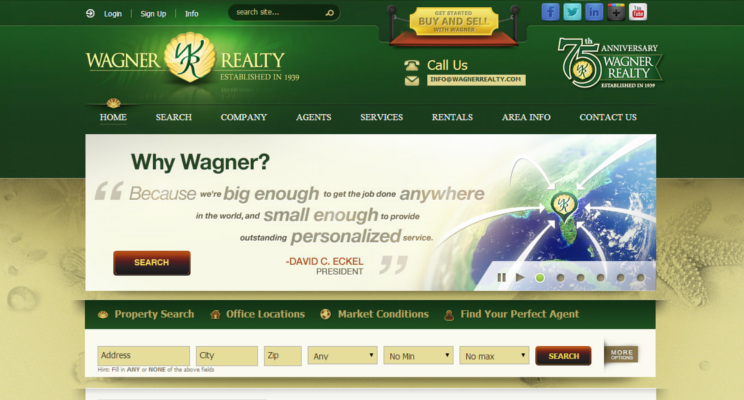 Login Sign Up Info
search site...
GET STARTED
BUY AND SELL
WITH WAGNER
You Tube
WAGNER WR REALTY
ESTABLISHED IN 1939
Call Us
INFO@WAGNERREALTY.COM
75th
ANNIVERSARY
WAGNER
REALTY
ESTABLISHED IN 1939
HOME SEARCH COMPANY AGENTS SERVICES RENTALS AREA INFO CONTACT US
Why Wagner?
“Because we're big enough to get the job done anywhere
in the world, and small enough to provide
outstanding personalized service.
-DAVID C. ECKEL ”
PRESIDENT
SEARCH
Property Search Office Locations Market Conditions Find Your Perfect Agent
Address City Zip Any No Min No max SEARCH MORE
OPTIONS
Hint: Fill in ANY or NONE of the above fields